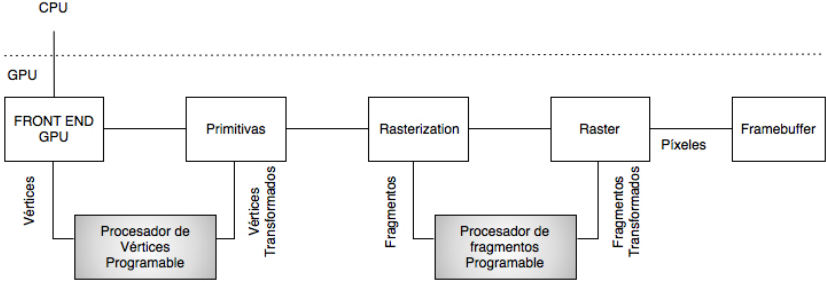 CPU
GPU
FRONT END
GPU
Primitivas
Rasterization
Raster
Píxeles
Framebuffer
Vértices
Procesador de
Vértices
Programable
Vértices
Transformados
Fragmentos
Procesador de
fragmentos
Programable
Fragmentos
Transformados